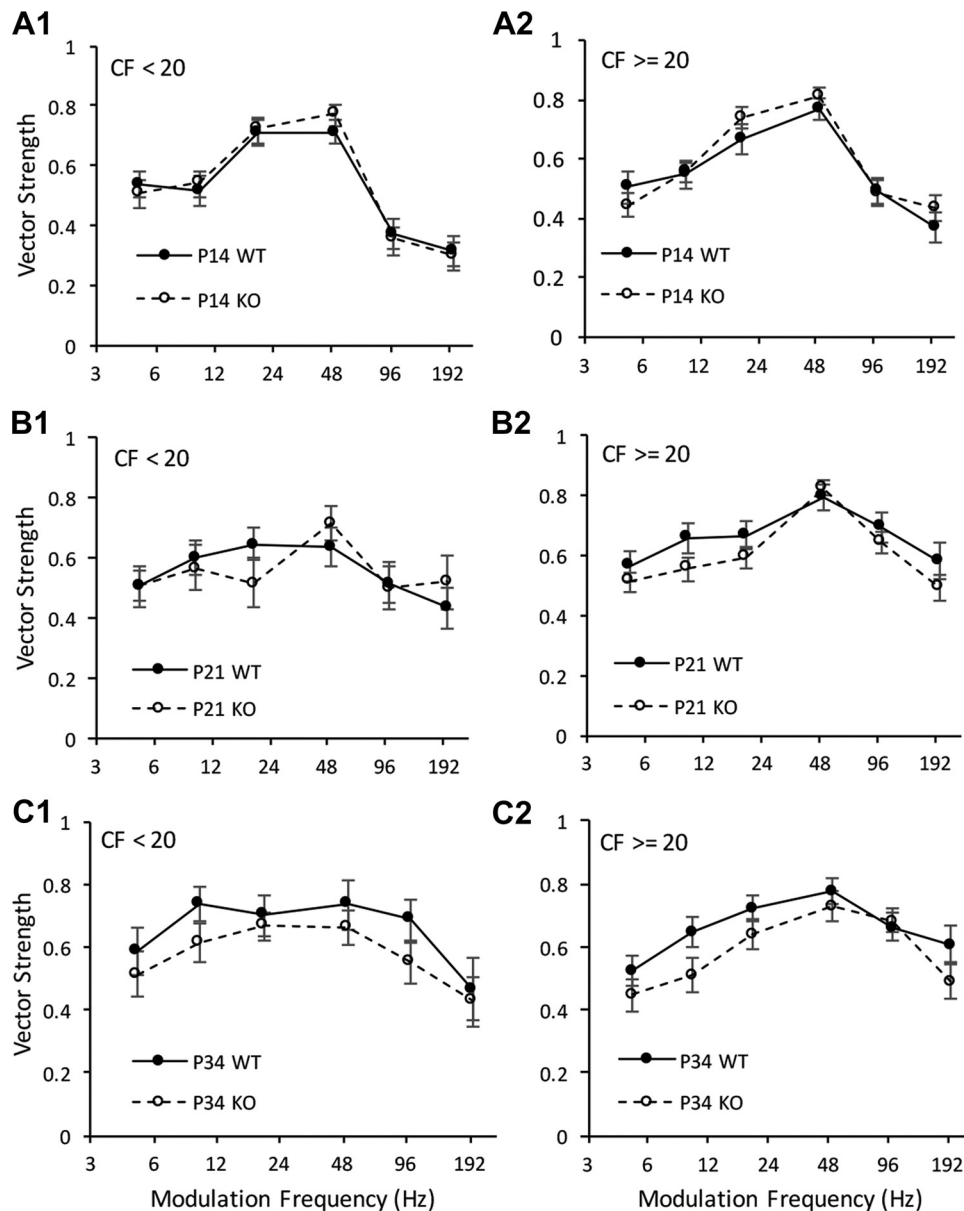 A1
CF < 20
Vector Strength
1
0.8
0.6
0.4
0.2
0
P14 WT
P14 KO
3 6 12 24 48 96 192
A2
CF >= 20
1
0.8
0.6
0.4
0.2
0
P14 WT
P14 KO
3 6 12 24 48 96 192
B1
CF < 20
Vector Strength
1
0.8
0.6
0.4
0.2
0
P21 WT
P21 KO
3 6 12 24 48 96 192
B2
CF >= 20
1
0.8
0.6
0.4
0.2
0
P21 WT
P21 KO
3 6 12 24 48 96 192
C1
CF < 20
Vector Strength
1
0.8
0.6
0.4
0.2
0
P34 WT
P34 KO
3 6 12 24 48 96 192
Modulation Frequency (Hz)
C2
CF >= 20
1
0.8
0.6
0.4
0.2
0
P34 WT
P34 KO
3 6 12 24 48 96 192
Modulation Frequency (Hz)